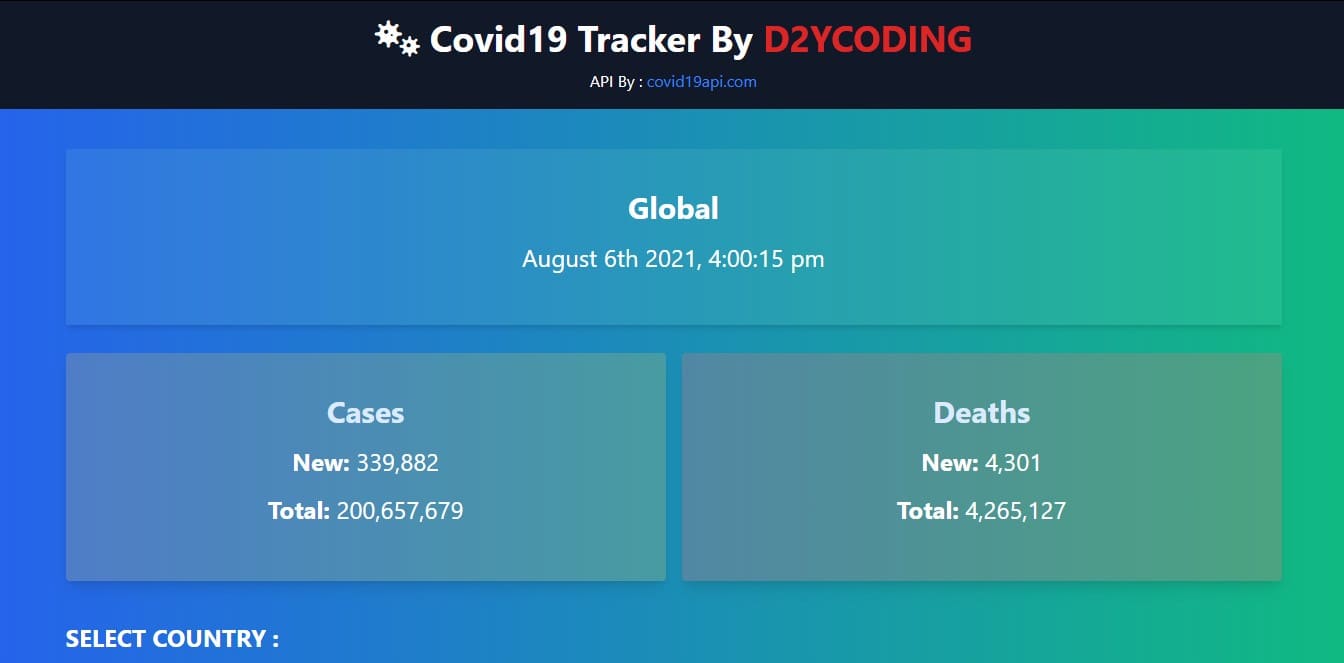 Covid19 Tracker By D2YCODING
API By : covid19api.com
Global
August 6th 2021, 4:00:15 pm
Cases
New: 339,882
Total: 200,657,679
Deaths
New: 4,301
Total: 4,265,127
SELECT COUNTRY :